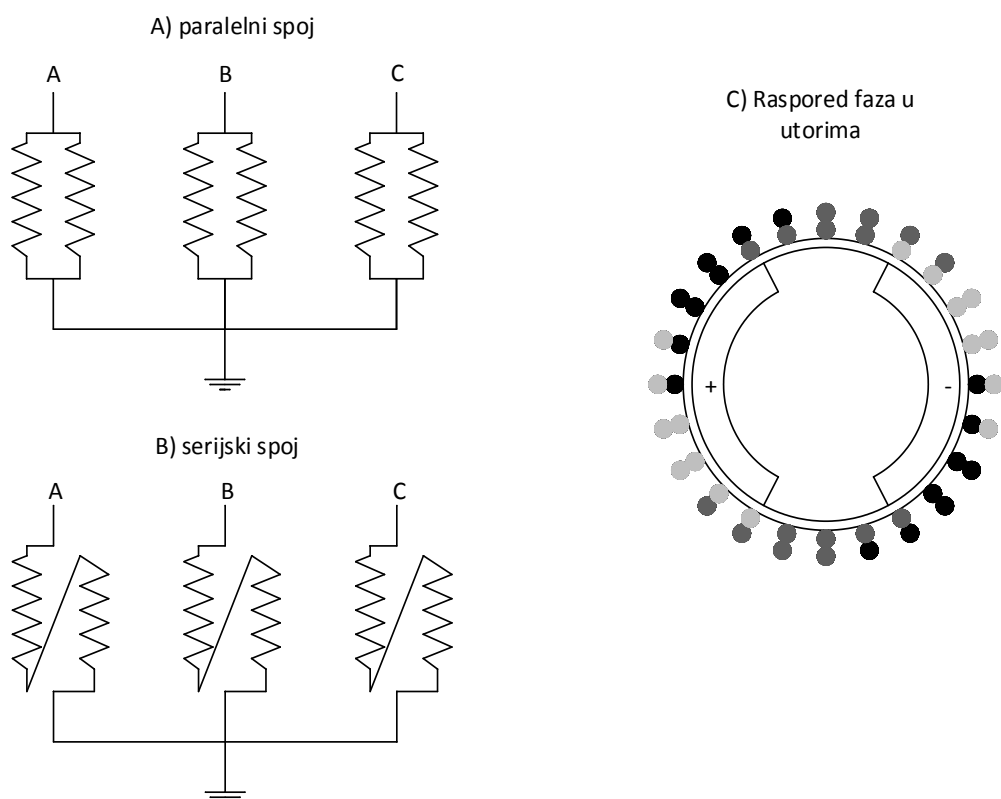 A) paralelni spoj
A B C
B) serijski spoj
A B C
C) Raspored faza u
utorima
+ -